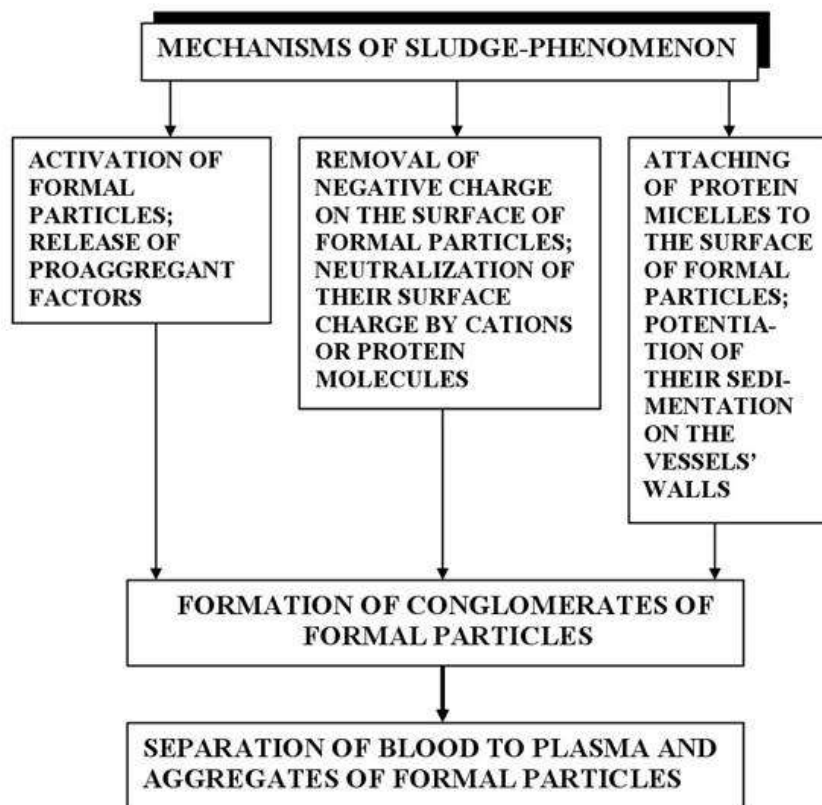 MECHANISMS OF SLUDGE-PHENOMENON
ACTIVATION OF
FORMAL
PARTICLES;
RELEASE OF
PROAGGREGANT
FACTORS
REMOVAL OF
NEGATIVE CHARGE
ON THE SURFACE OF
FORMAL PARTICLES;
NEUTRALIZATION OF
THEIR SURFACE
CHARGE BY CATIONS
OR PROTEIN
MOLECULES
ATTACHING
OF PROTEIN
MICELLES TO
THE SURFACE
OF FORMAL
PARTICLES;
POTENTIA-
TION OF
THEIR SEDI-
MENTATION
ON THE
VESSELS’
WALLS
FORMATION OF CONGLOMERATES OF
FORMAL PARTICLES
SEPARATION OF BLOOD TO PLASMA AND
AGGREGATES OF FORMAL PARTICLES